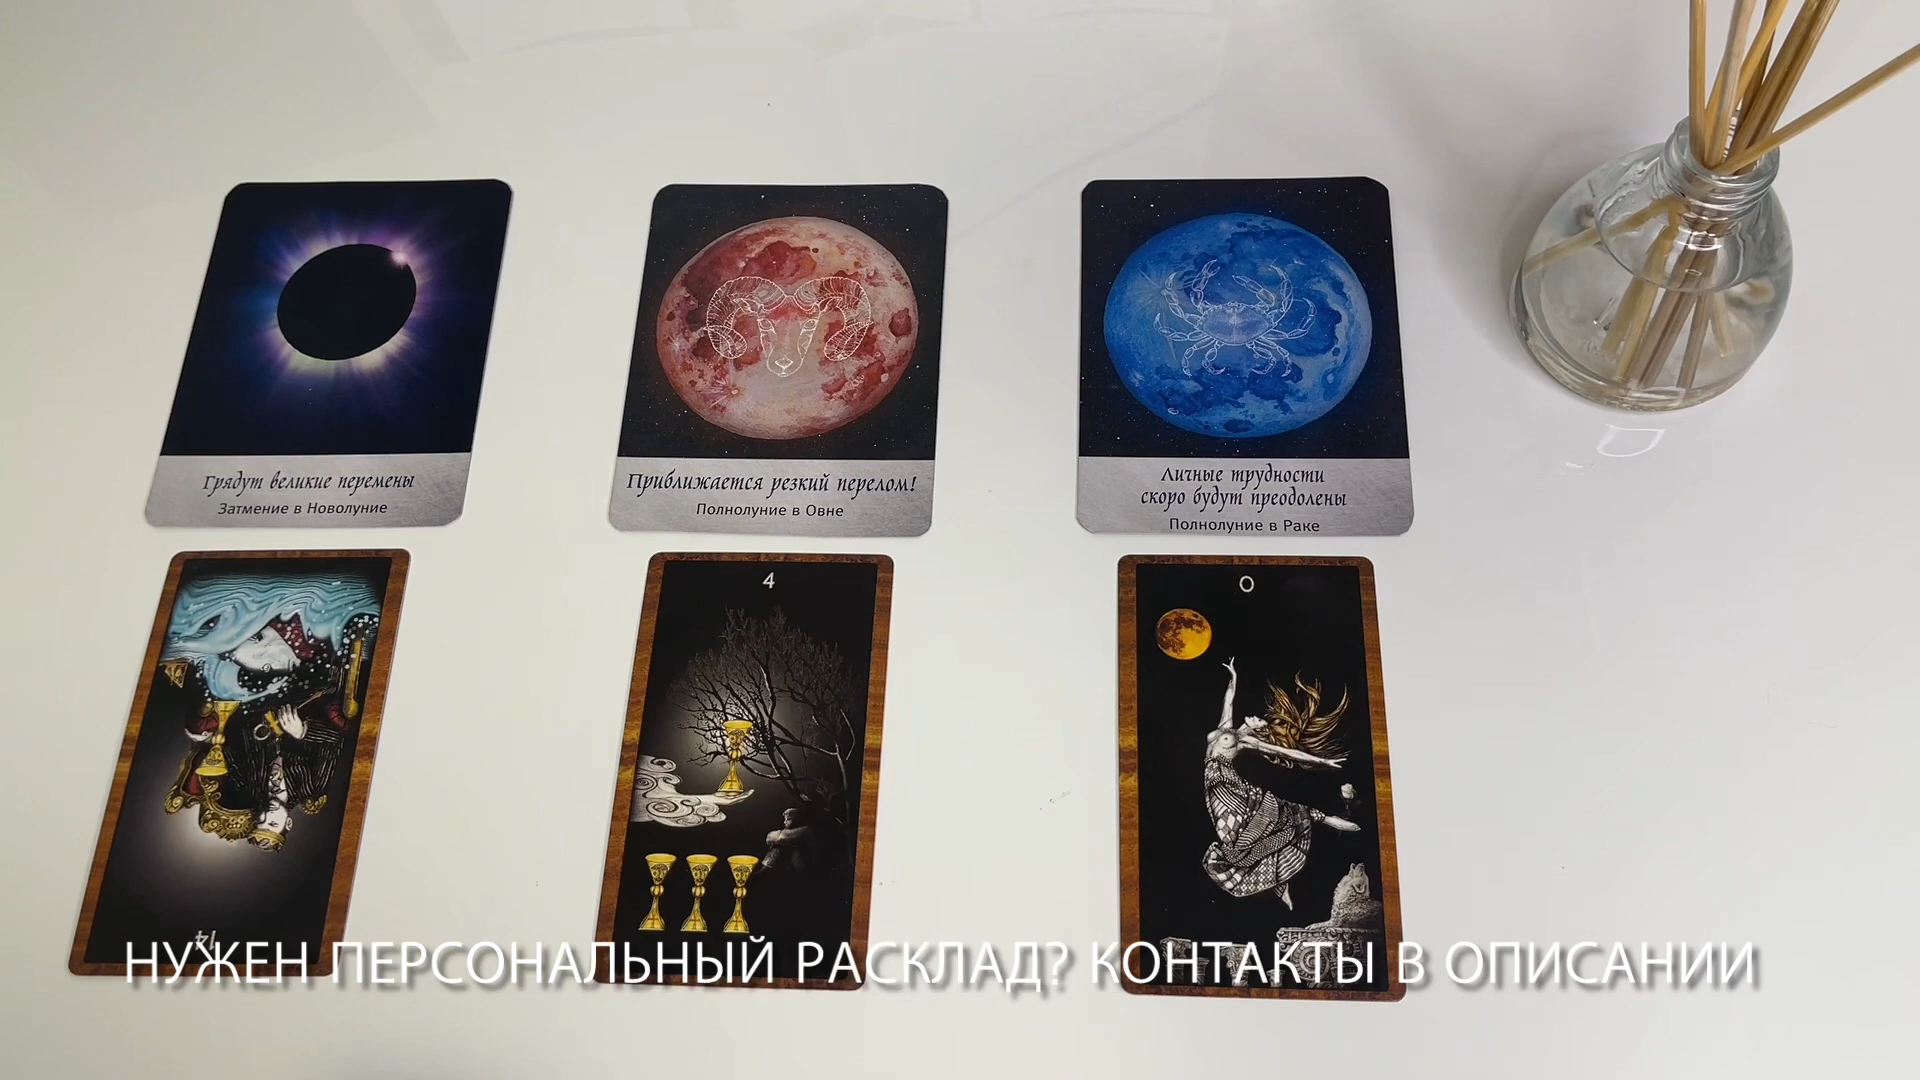 Грядут великие перемены
Затмение в Новолуние
Приближается резкий перелом!
Полнолуние в Овне
Личные трудности
скоро будут преодолены
Полнолуние в Раке
14
4
0
НУЖЕН ПЕРСОНАЛЬНЫЙ РАСКЛАД? КОНТАКТЫ В ОПИСАНИИ